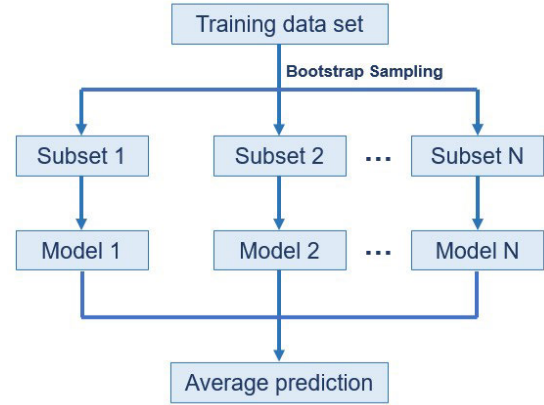 Training data set
Bootstrap Sampling
Subset 1
Subset 2
...
Subset N
Model 1
Model 2
...
Model N
Average prediction